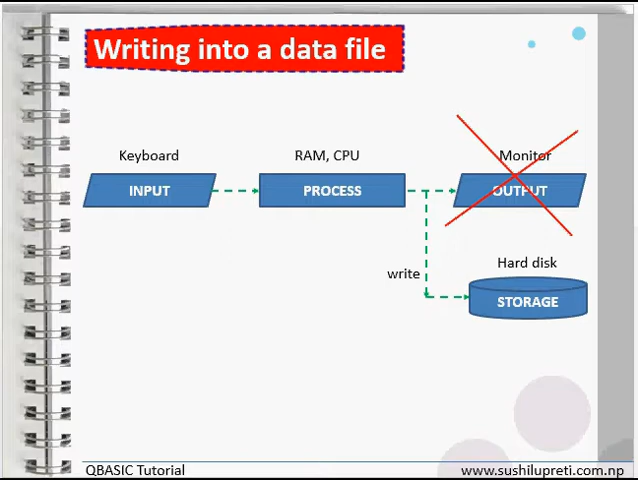 Writing into a data file
Keyboard
RAM, CPU
Monitor
INPUT
PROCESS
OUTPUT
Hard disk
write
STORAGE
QBASIC Tutorial
www.sushilupreti.com.np